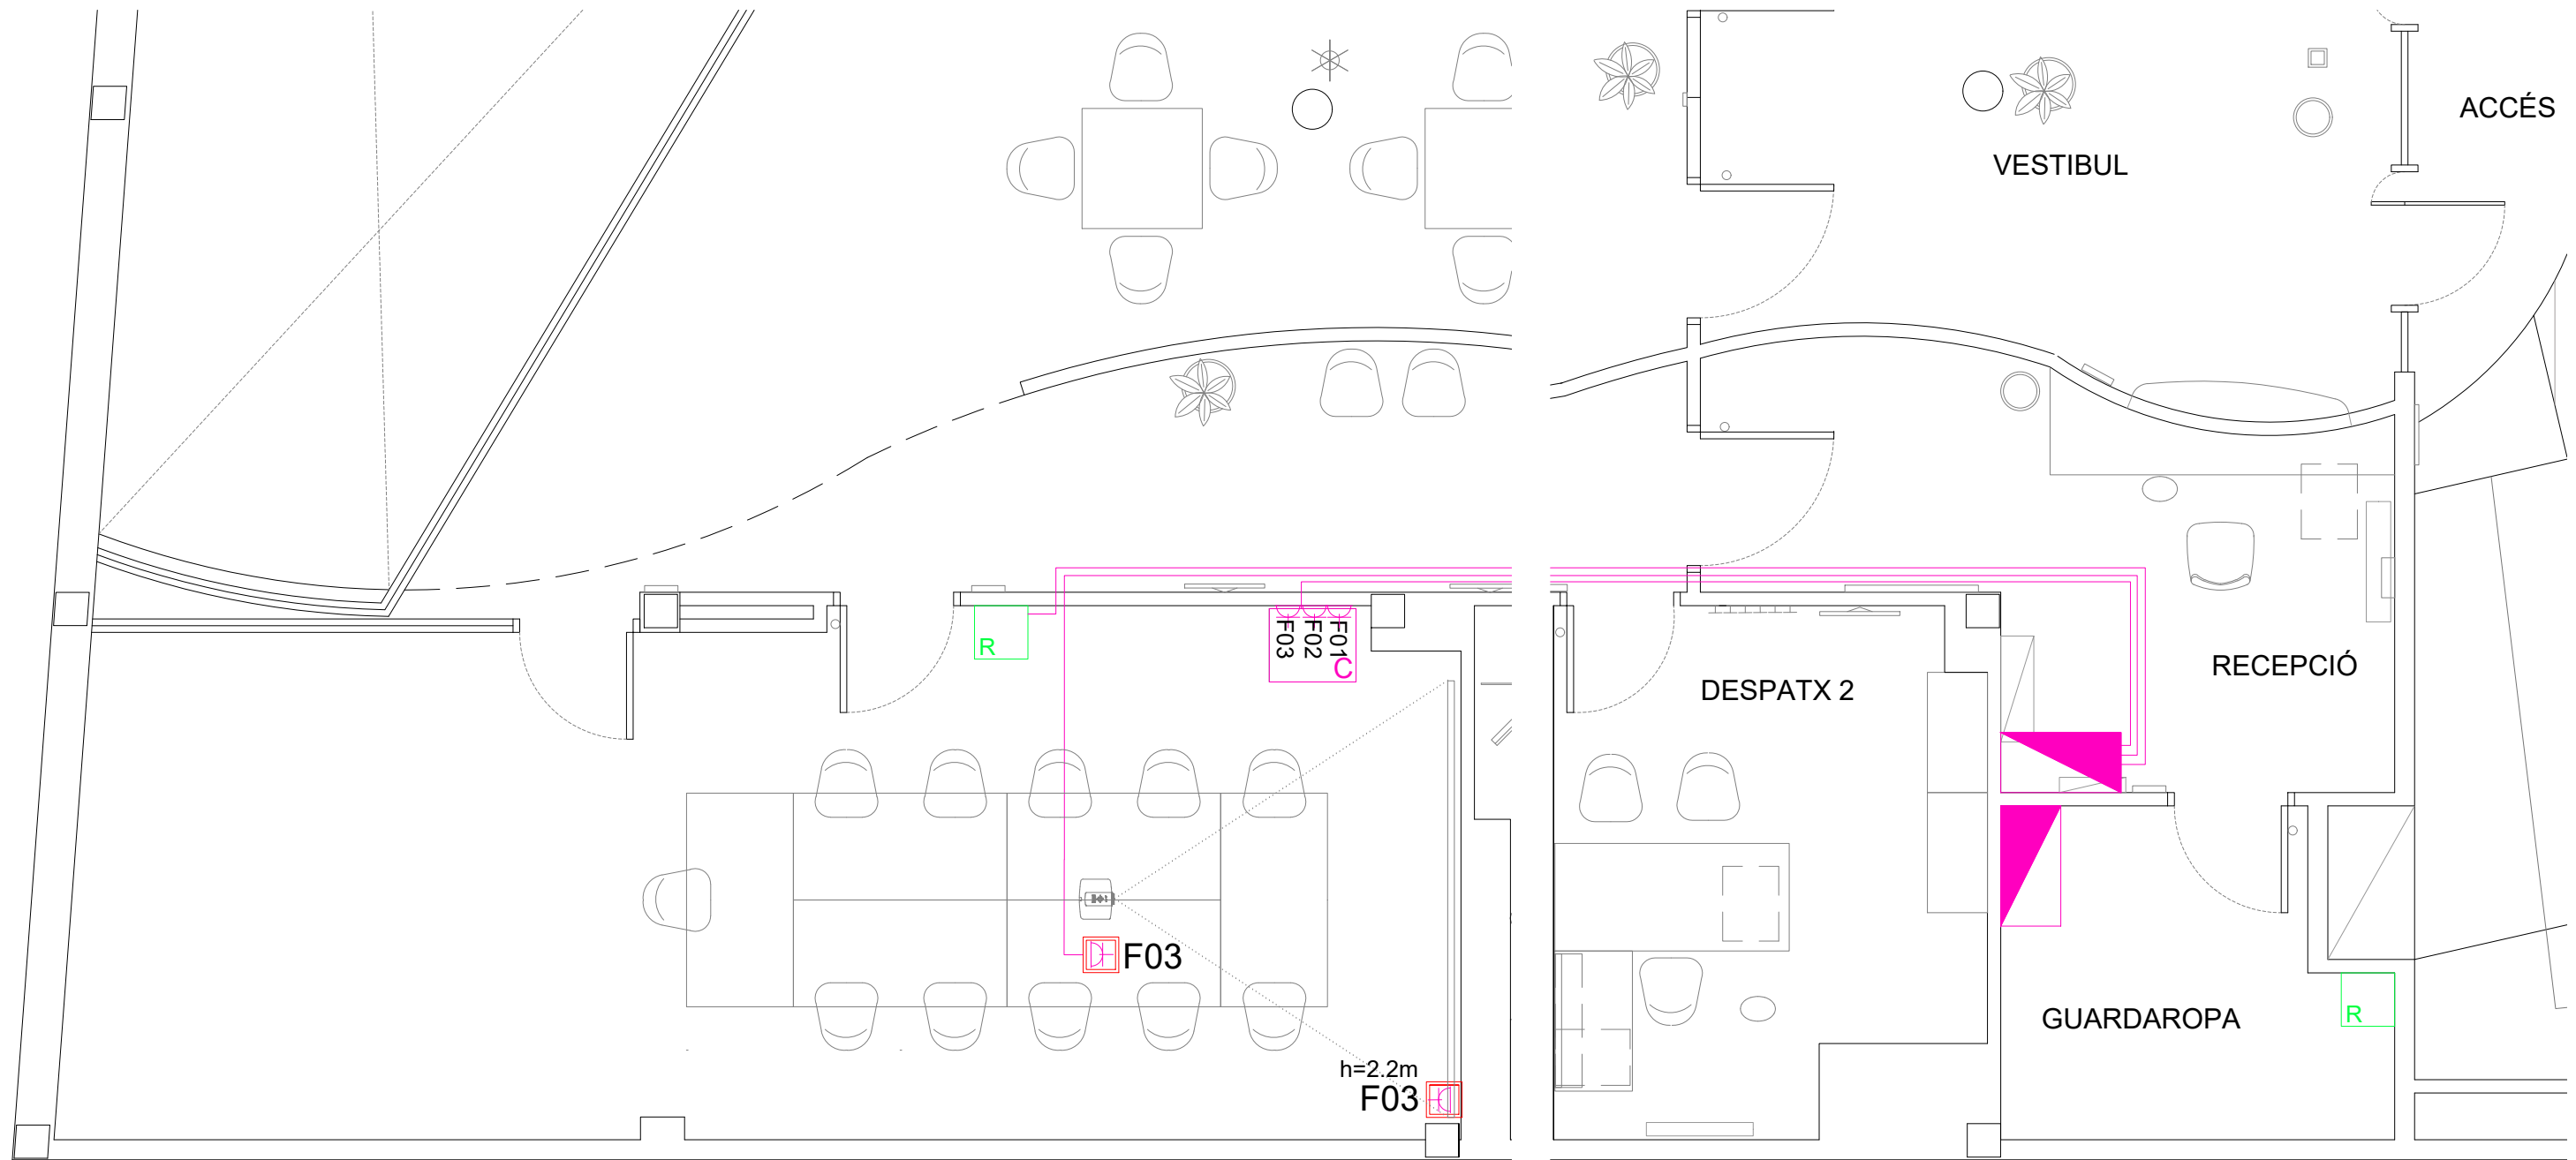 ACCÉS
VESTIBUL
R
F03
F02
F01
C
DESPATX 2
RECEPCIÓ
F03
h=2.2m
F03
GUARDAROPA
R